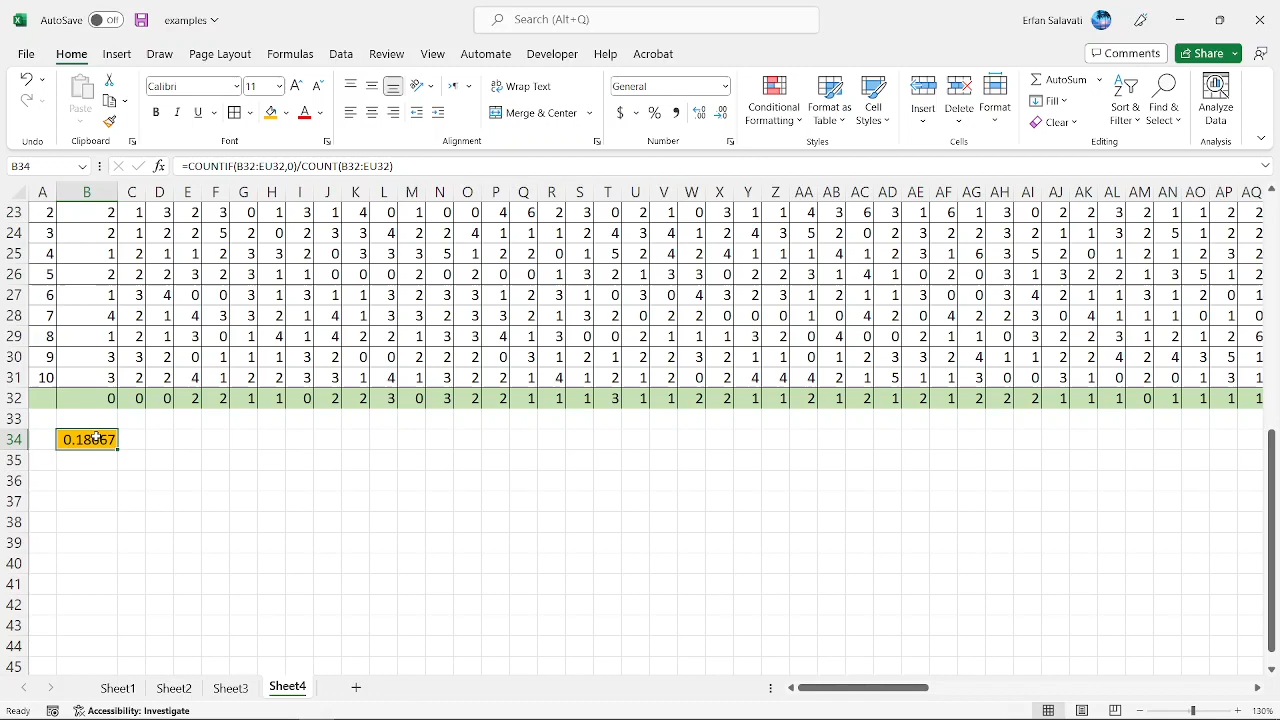 AutoSave Off examples Search (Alt+Q) Erfan Salavati
File Home Insert Draw Page Layout Formulas Data Review View Automate Developer Help Acrobat Comments Share
Paste Calibri 11 A A Wrap Text General AutoSum
B I U A Merge & Center $ % Conditional Formatting Format as Table Cell Styles Insert Delete Format Fill Clear Sort & Filter Find & Select Analyze Data
Undo Clipboard Font Alignment Number Styles Cells Editing Analysis
B34 fx =COUNTIF(B32:EU32,0)/COUNT(B32:EU32)
A B C D E F G H I J K L M N O P Q R S T U V W X Y Z AA AB AC AD AE AF AG AH AI AJ AK AL AM AN AO AP AQ
23 2 2 1 3 2 3 0 1 3 1 4 0 1 0 0 4 6 2 3 0 2 1 0 3 1 1 4 3 6 3 1 6 1 3 0 2 2 3 2 1 1 2 2
24 3 2 1 2 2 5 2 0 2 3 3 4 2 2 4 1 1 1 2 4 3 4 1 2 4 3 5 2 0 2 3 2 2 3 2 1 1 3 2 5 1 2 2
25 4 1 2 1 1 2 3 3 2 0 3 3 3 5 1 2 2 0 1 5 2 4 2 4 1 3 3 2 4 1 3 1 6 3 5 2 0 1 2 3 1 2 2
26 5 2 2 2 3 2 3 1 1 0 0 0 2 0 2 0 0 1 3 2 1 2 3 2 2 2 3 1 4 1 0 2 0 3 1 3 2 2 1 3 5 1 2
27 6 1 3 4 0 0 3 1 3 1 1 3 2 3 3 1 2 3 1 0 3 0 4 3 2 3 1 2 1 1 3 0 0 3 4 2 1 1 3 1 2 0 1
28 7 4 2 1 4 3 3 2 1 4 1 3 3 2 2 2 2 1 2 1 3 2 2 1 2 0 2 4 0 2 2 3 2 0 3 0 4 1 0 2 1 1 0
29 8 1 2 1 3 0 1 4 1 4 2 1 2 3 2 4 1 3 0 0 2 1 1 3 2 0 4 0 0 2 2 1 1 3 3 2 2 1 3 1 1 2 6
30 9 3 3 2 0 1 1 1 3 0 2 2 2 2 2 0 3 1 2 1 2 2 3 1 1 2 0 2 2 3 3 2 4 1 1 2 2 4 2 4 3 5 1
31 10 3 2 2 4 1 2 2 3 3 1 4 1 3 2 2 2 1 4 1 2 1 2 0 2 4 4 4 2 1 5 1 1 3 0 0 3 1 0 2 0 3 1
32 0 0 0 2 2 1 1 0 2 2 3 0 3 2 1 2 1 1 1 3 1 1 2 1 1 1 1 1 1 2 1 2 1 2 1 1 1 1 0 1 1 1
33
34
35
36
37
38
39
40
41
42
43
44
45
Sheet1 Sheet2 Sheet3 Sheet4
Ready Accessibility: Investigate 130%